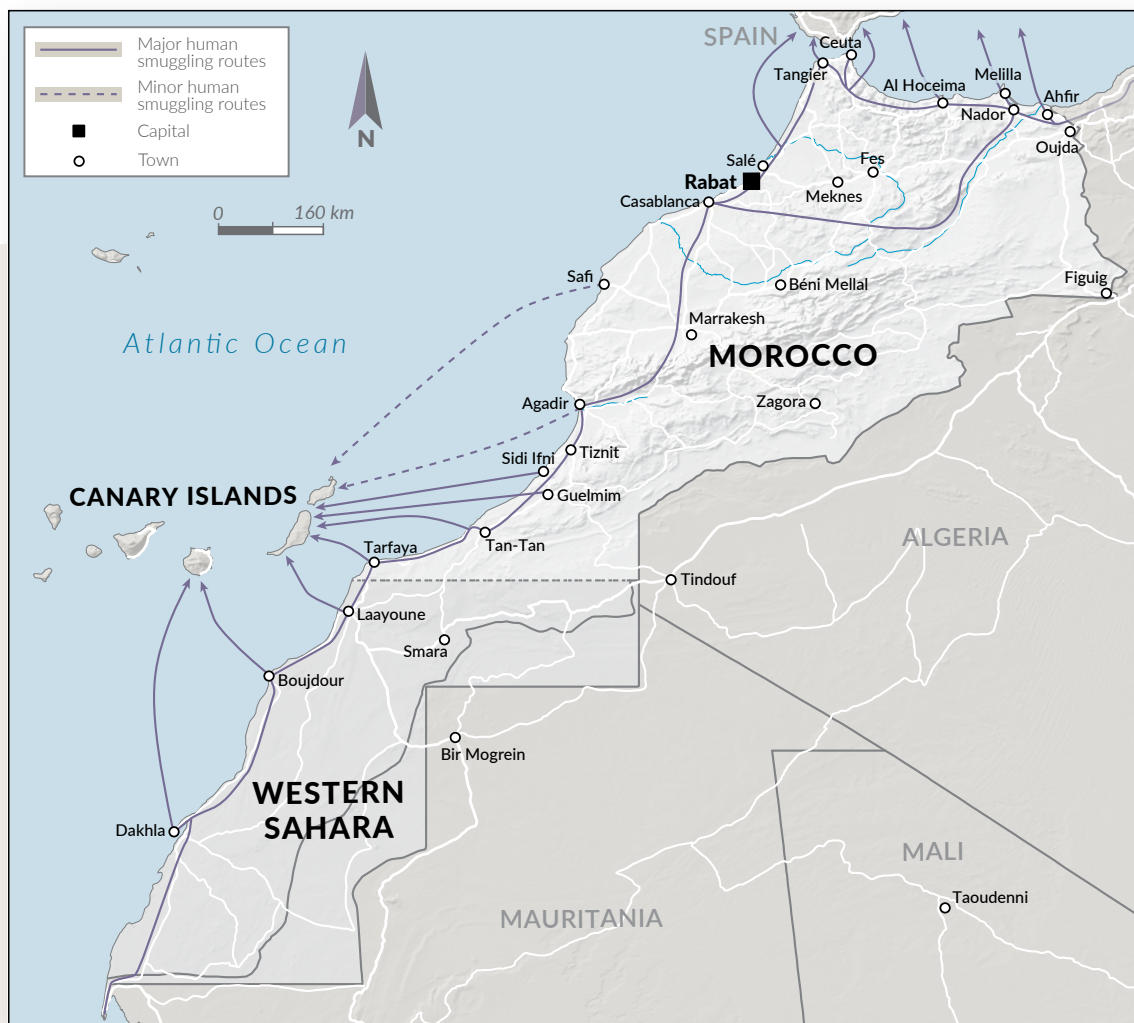 Major human
smuggling routes
Minor human
smuggling routes
Capital
Town
N
0 160 km
SPAIN
Ceuta
Tangier
Al Hoceima
Melilla
Nador
Ahfir
Oujda
Salé
Fes
Rabat
Meknes
Casablanca
Safi
Béni Mellal
Figuig
Atlantic Ocean
Marrakesh
MOROCCO
Agadir
Zagora
Tiznit
Sidi Ifni
CANARY ISLANDS
Guelmim
Tan-Tan
ALGERIA
Tarfaya
Tindouf
Laayoune
Smara
Boujdour
Bir Mogrein
WESTERN
SAHARA
Dakhla
MALI
Taoudenni
MAURITANIA